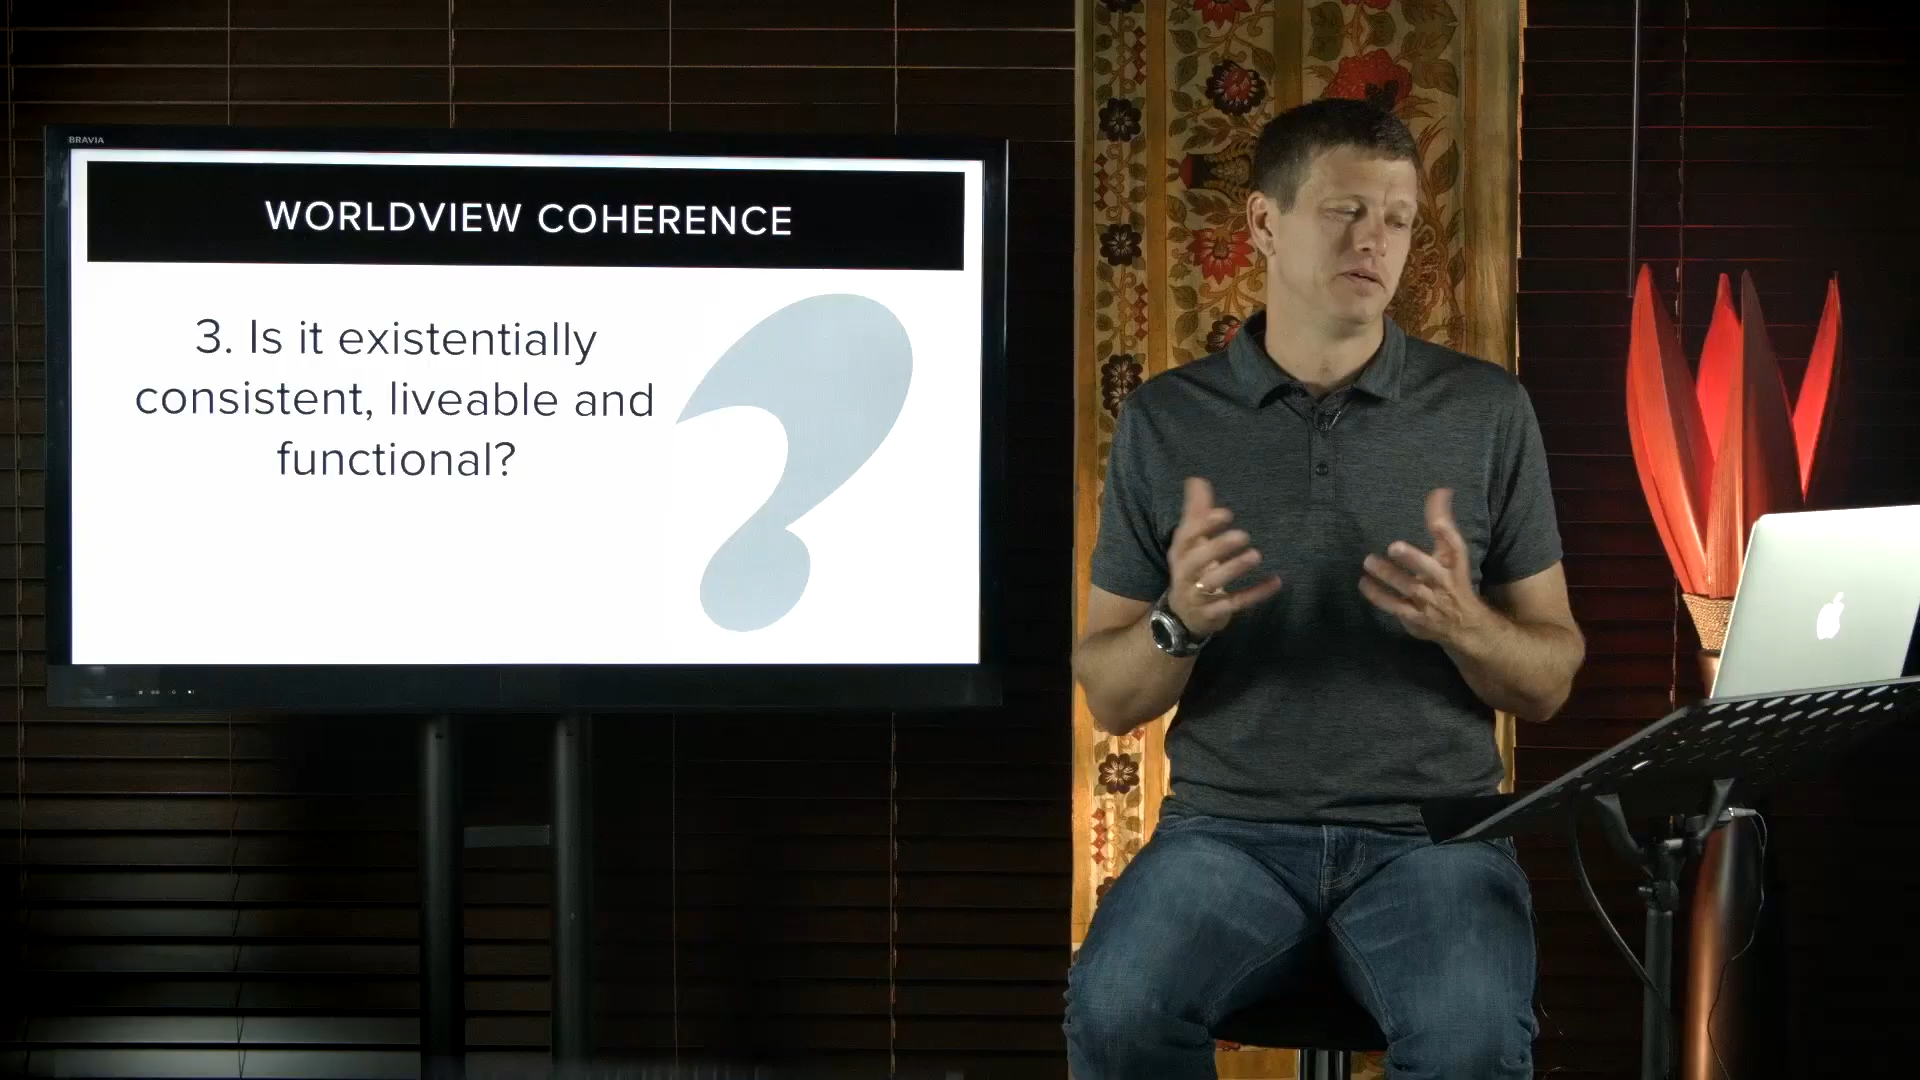 BRAVIA
WORLDVIEW COHERENCE
3. Is it existentially
consistent, liveable and
functional?